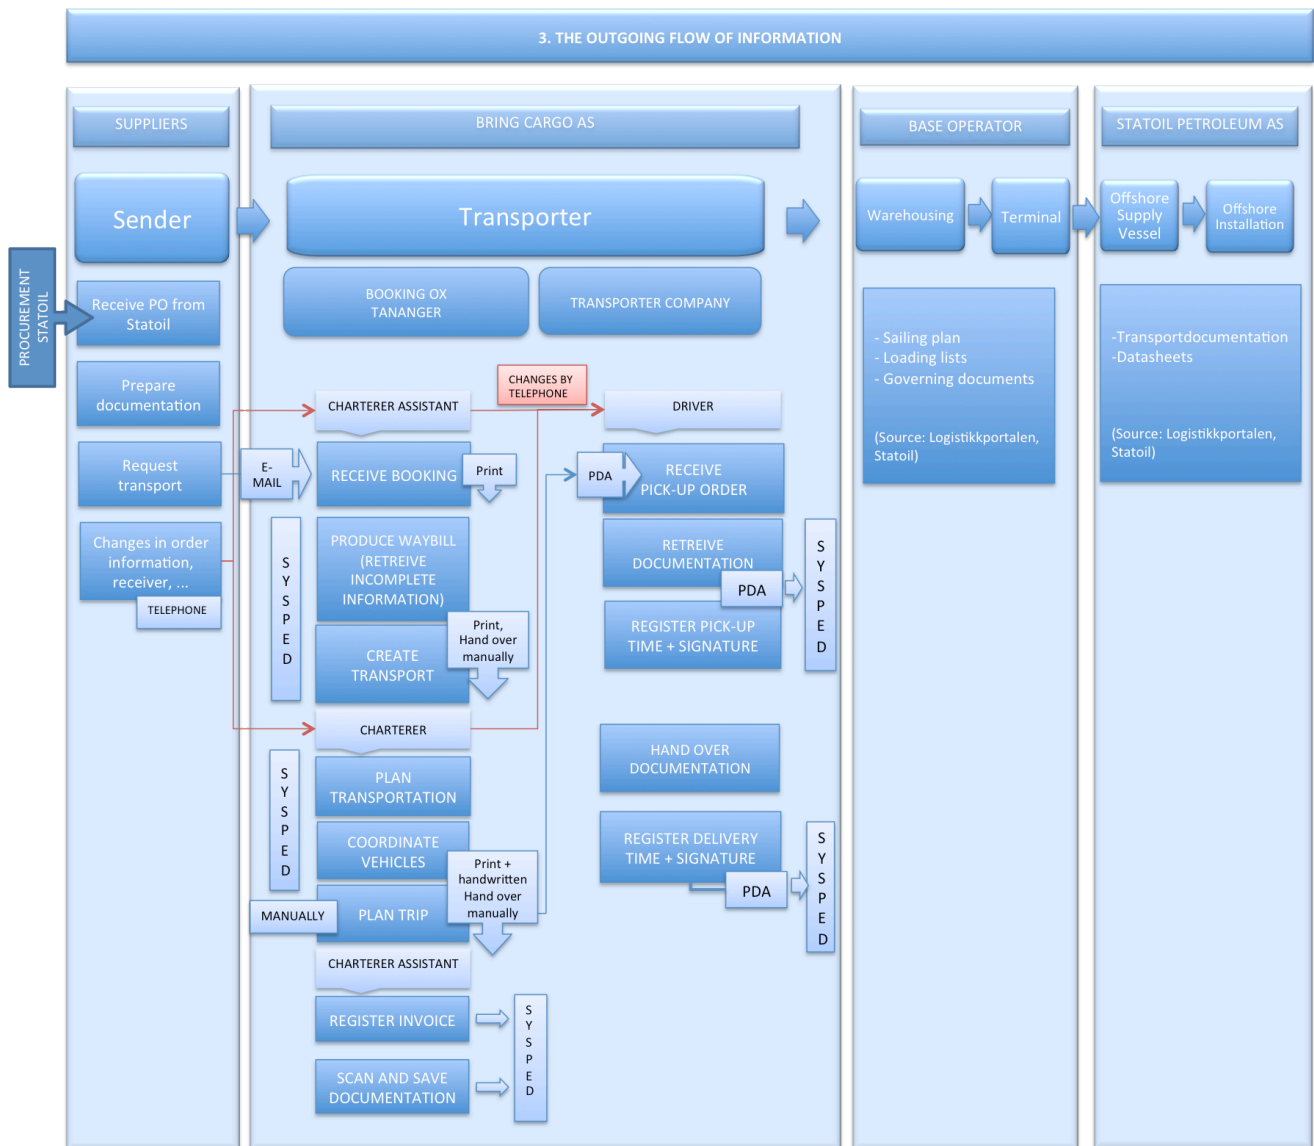 3. THE OUTGOING FLOW OF INFORMATION
SUPPLIERS
BRING CARGO AS
BASE OPERATOR
STATOIL PETROLEUM AS
Sender
Transporter
Warehousing
Terminal
Offshore
Supply
Vessel
Offshore
Installation
PROCUREMENT
STATOIL
Receive PO from
Statoil
Prepare
documentation
Request
transport
Changes in order
information,
receiver, ...
TELEPHONE
E-
MAIL
BOOKING OX
TANANGER
TRANSPORTER COMPANY
CHANGES BY
TELEPHONE
CHARTERER ASSISTANT
RECEIVE BOOKING
Print
SYSPED
PRODUCE WAYBILL
(RETREIVE
INCOMPLETE
INFORMATION)
Print,
Hand over
manually
CREATE
TRANSPORT
CHARTERER
SYSPED
PLAN
TRANSPORTATION
COORDINATE
VEHICLES
Print +
handwritten
Hand over
manually
MANUALLY
PLAN TRIP
CHARTERER ASSISTANT
REGISTER INVOICE
SCAN AND SAVE
DOCUMENTATION
SYSPED
DRIVER
PDA
RECEIVE
PICK-UP ORDER
RETREIVE
DOCUMENTATION
PDA
SYSPED
REGISTER PICK-UP
TIME + SIGNATURE
HAND OVER
DOCUMENTATION
REGISTER DELIVERY
TIME + SIGNATURE
PDA
SYSPED
- Sailing plan
- Loading lists
- Governing documents
(Source: Logistikkportalen,
Statoil)
-Transportdocumentation
-Datasheets
(Source: Logistikkportalen,
Statoil)